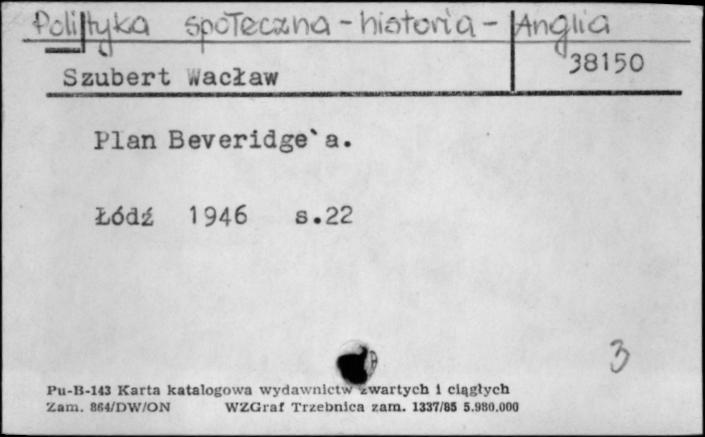 Polityka społeczna - historia - Anglia
38150
Szubert Wacław
Plan Beveridge`a.
Łódź 1946 s.22
3
Pu-B-143 Karta katalogowa wydawnictw zwartych i ciągłych
Zam. 864/DW/ON WZGraf Trzebnica zam. 1337/85 5.980.000